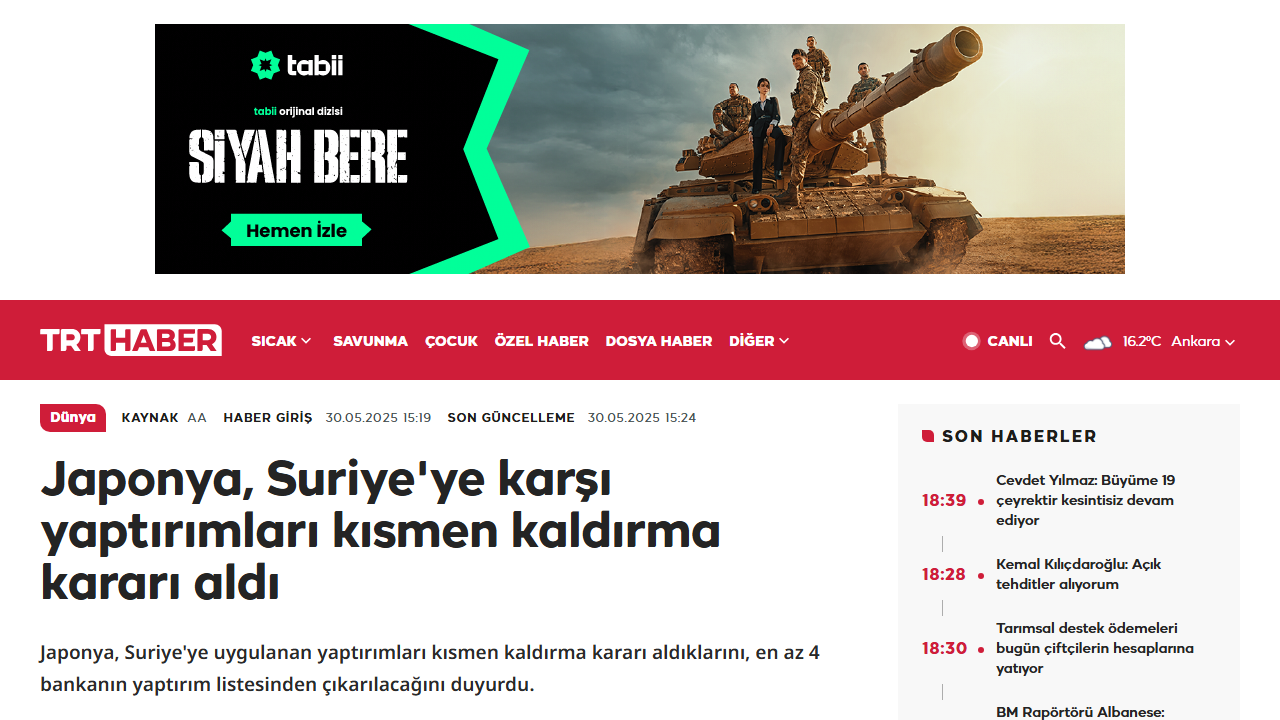 tabii
tabii orijinal dizisi
SİYAH BERE
Hemen İzle
TRT HABER
SICAK
SAVUNMA
ÇOCUK
ÖZEL HABER
DOSYA HABER
DİĞER
CANLI
16.2°C Ankara
Dünya
KAYNAK AA HABER GİRİŞ 30.05.2025 15:19 SON GÜNCELLEME 30.05.2025 15:24
Japonya, Suriye'ye karşı
yaptırımları kısmen kaldırma
kararı aldı
Japonya, Suriye'ye uygulanan yaptırımları kısmen kaldırma kararı aldıklarını, en az 4
bankanın yaptırım listesinden çıkarılacağını duyurdu.
SON HABERLER
18:39
Cevdet Yılmaz: Büyüme 19
çeyrektir kesintisiz devam
ediyor
18:28
Kemal Kılıçdaroğlu: Açık
tehditler alıyorum
18:30
Tarımsal destek ödemeleri
bugün çiftçilerin hesaplarına
yatıyor
BM Raportörü Albanese: